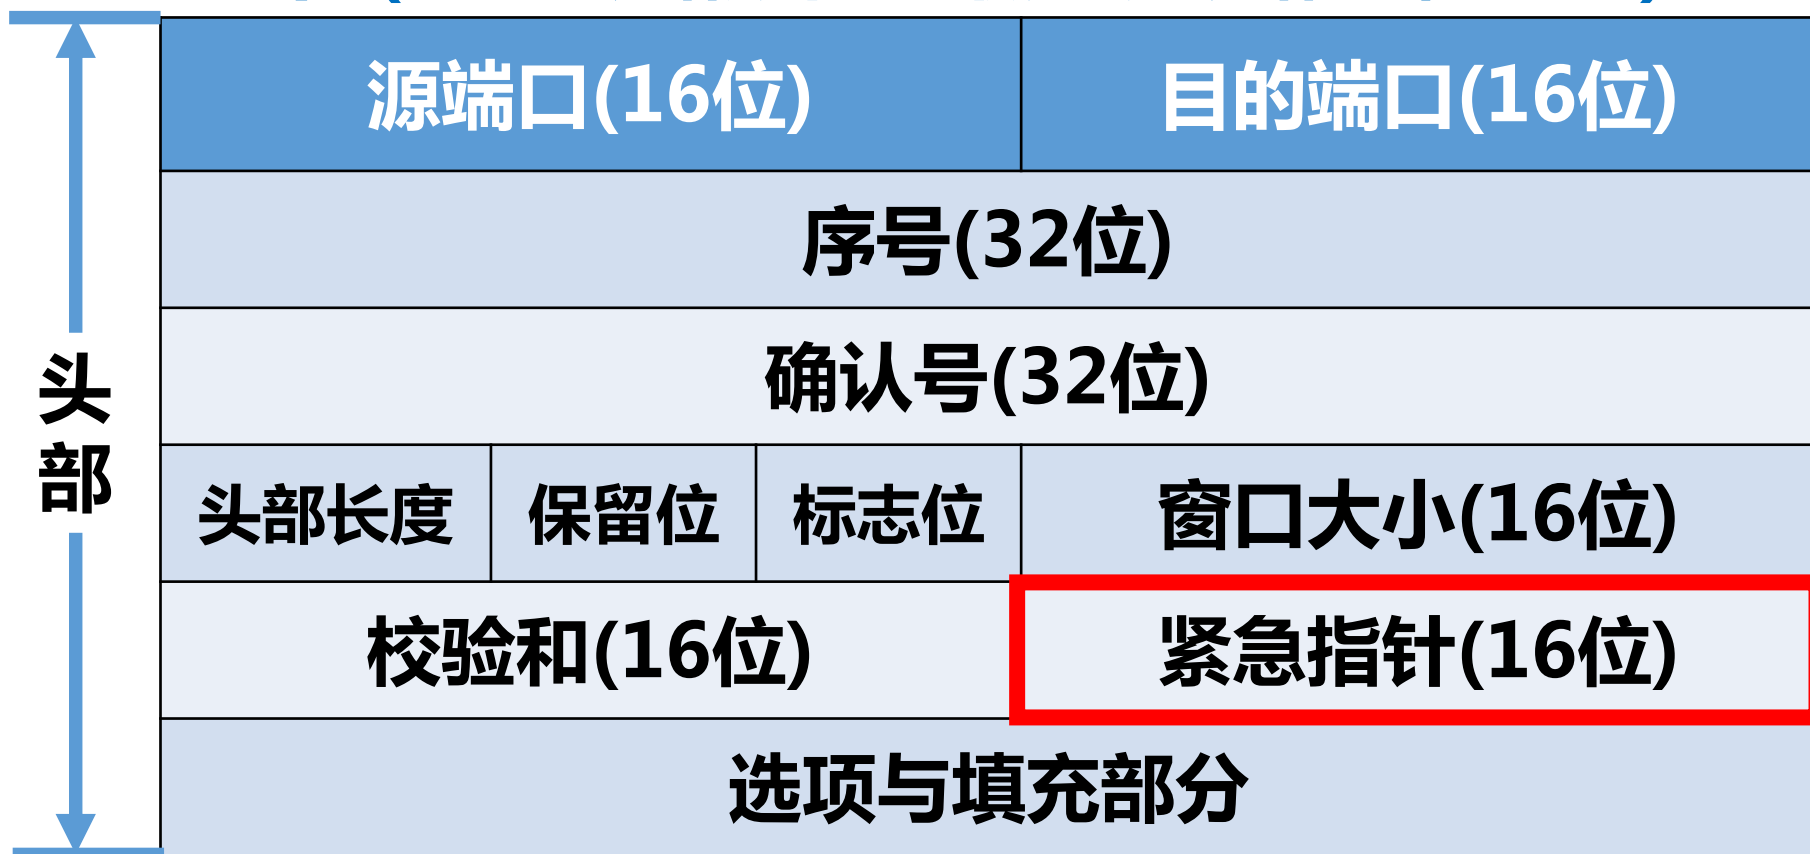 源端口(16位) 目的端口(16位)
序号(32位)
确认号(32位)
头部
头部长度 保留位 标志位 窗口大小(16位)
校验和(16位) 紧急指针(16位)
选项与填充部分